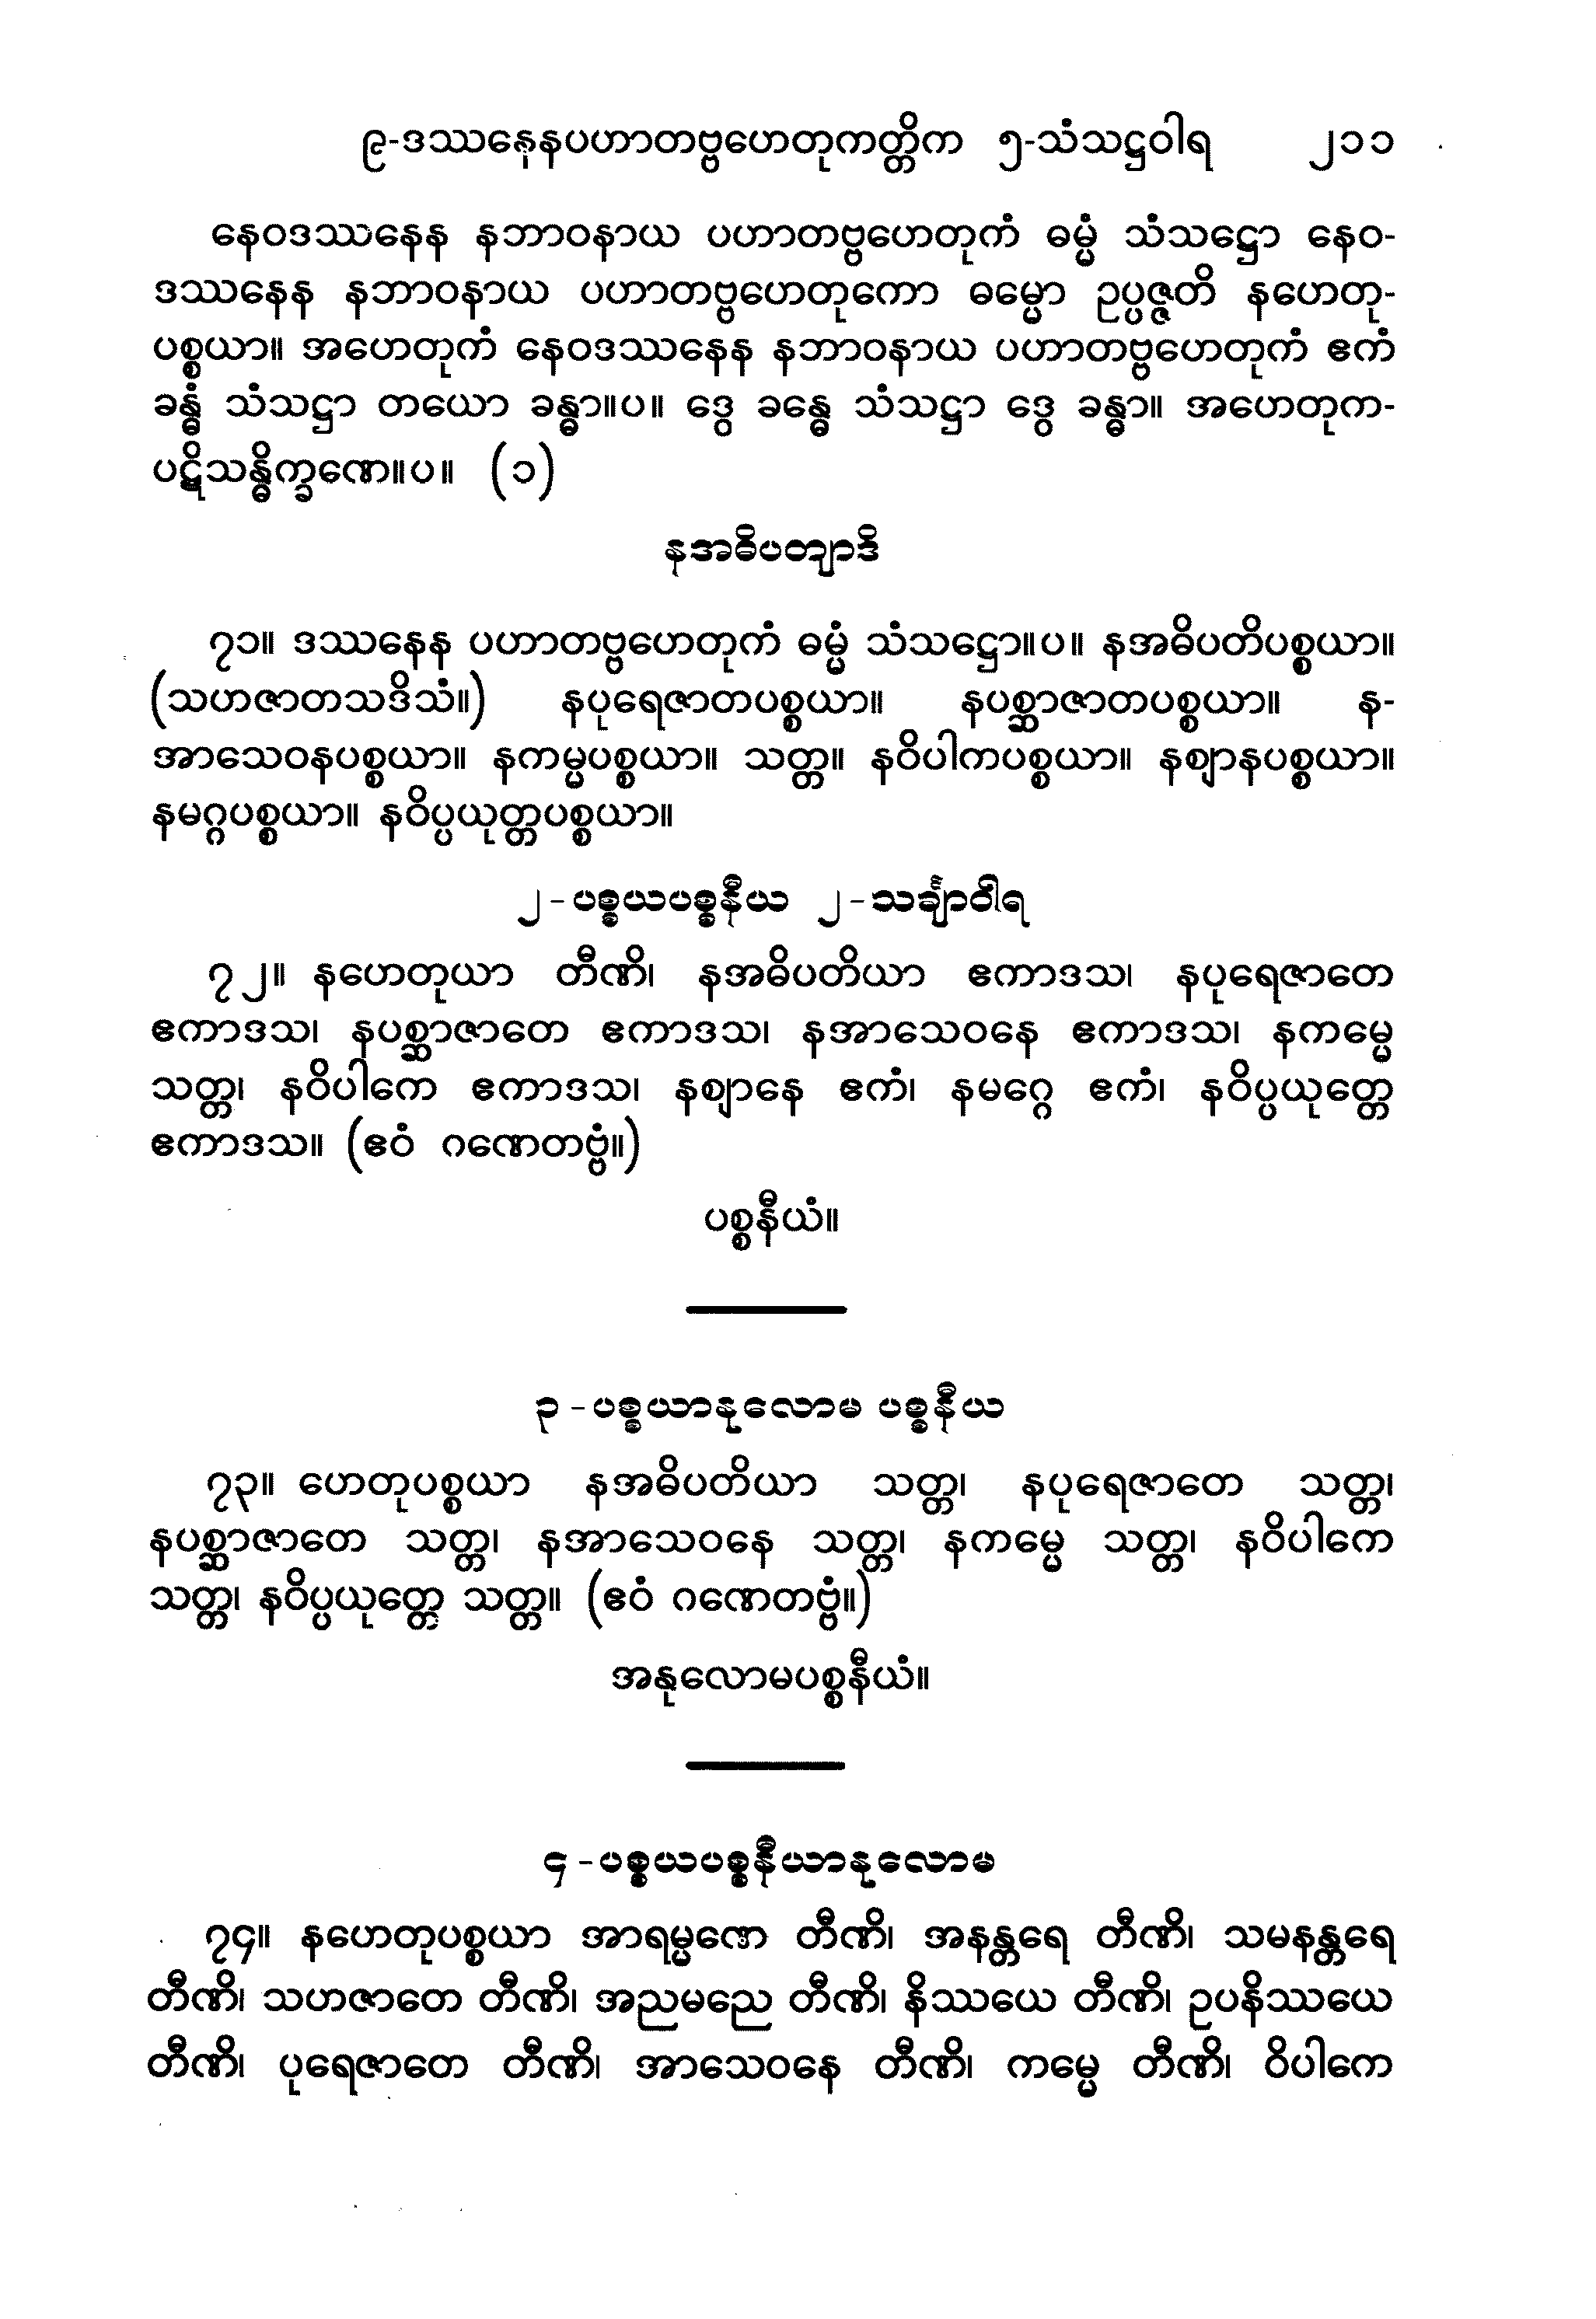 ၉-ဒဿနေနပဟာတဗ္ဗဟေတုကတ္တိက ၅-သံသဋ္ဌဝါရ ၂၁၁
နေဝဒဿနေန နဘာဝနာယ ပဟာတဗ္ဗဟေတုကံ ဓမ္မံ သံသဋ္ဌော နေဝ-
ဒဿနေန နဘာဝနာယ ပဟာတဗ္ဗဟေတုကော ဓမ္မော ဥပ္ပဇ္ဇတိ နဟေတု-
ပစ္စယာ။ အဟေတုကံ နေဝဒဿနေန နဘာဝနာယ ပဟာတဗ္ဗဟေတုကံ ဧကံ
ခန္ဓံ သံသဋ္ဌာ တယော ခန္ဓာ။ပ။ ဒွေ ခန္ဓေ သံသဋ္ဌာ ဒွေ ခန္ဓာ။ အဟေတုက-
ပဋိသန္ဓိက္ခဏေ။ပ။ (၁)
နအဓိပတျာဒိ
၇၁။ ဒဿနေန ပဟာတဗ္ဗဟေတုကံ ဓမ္မံ သံသဋ္ဌော။ပ။ နအဓိပတိပစ္စယာ။
(သဟဇာတသဒိသံ။) နပုရေဇာတပစ္စယာ။ နပစ္ဆာဇာတပစ္စယာ။ န-
အာသေဝနပစ္စယာ။ နကမ္မပစ္စယာ။ သတ္တ။ နဝိပါကပစ္စယာ။ နဈာနပစ္စယာ။
နမဂ္ဂပစ္စယာ။ နဝိပ္ပယုတ္တပစ္စယာ။
၂-ပစ္စယပစ္စနီယ ၂-သင်္ချာဝါရ
၇၂။ နဟေတုယာ တီဏိ၊ နအဓိပတိယာ ဧကာဒသ၊ နပုရေဇာတေ
ဧကာဒသ၊ နပစ္ဆာဇာတေ ဧကာဒသ၊ နအာသေဝနေ ဧကာဒသ၊ နကမ္မေ
သတ္တ၊ နဝိပါကေ ဧကာဒသ၊ နဈာနေ ဧကံ၊ နမဂ္ဂေ ဧကံ၊ နဝိပ္ပယုတ္တေ
ဧကာဒသ။ (ဧဝံ ဂဏေတဗ္ဗံ။)
ပစ္စနီယံ။
၃-ပစ္စယာနုလောမ ပစ္စနီယ
၇၃။ ဟေတုပစ္စယာ နအဓိပတိယာ သတ္တ၊ နပုရေဇာတေ သတ္တ၊
နပစ္ဆာဇာတေ သတ္တ၊ နအာသေဝနေ သတ္တ၊ နကမ္မေ သတ္တ၊ နဝိပါကေ
သတ္တ၊ နဝိပ္ပယုတ္တေ သတ္တ။ (ဧဝံ ဂဏေတဗ္ဗံ။)
အနုလောမပစ္စနီယံ။
၄-ပစ္စယပစ္စနီယာနုလောမ
၇၄။ နဟေတုပစ္စယာ အာရမ္မဏေ တီဏိ၊ အနန္တရေ တီဏိ၊ သမနန္တရေ
တီဏိ၊ သဟဇာတေ တီဏိ၊ အညမညေ တီဏိ၊ နိဿယေ တီဏိ၊ ဥပနိဿယေ
တီဏိ၊ ပုရေဇာတေ တီဏိ၊ အာသေဝနေ တီဏိ၊ ကမ္မေ တီဏိ၊ ဝိပါကေ